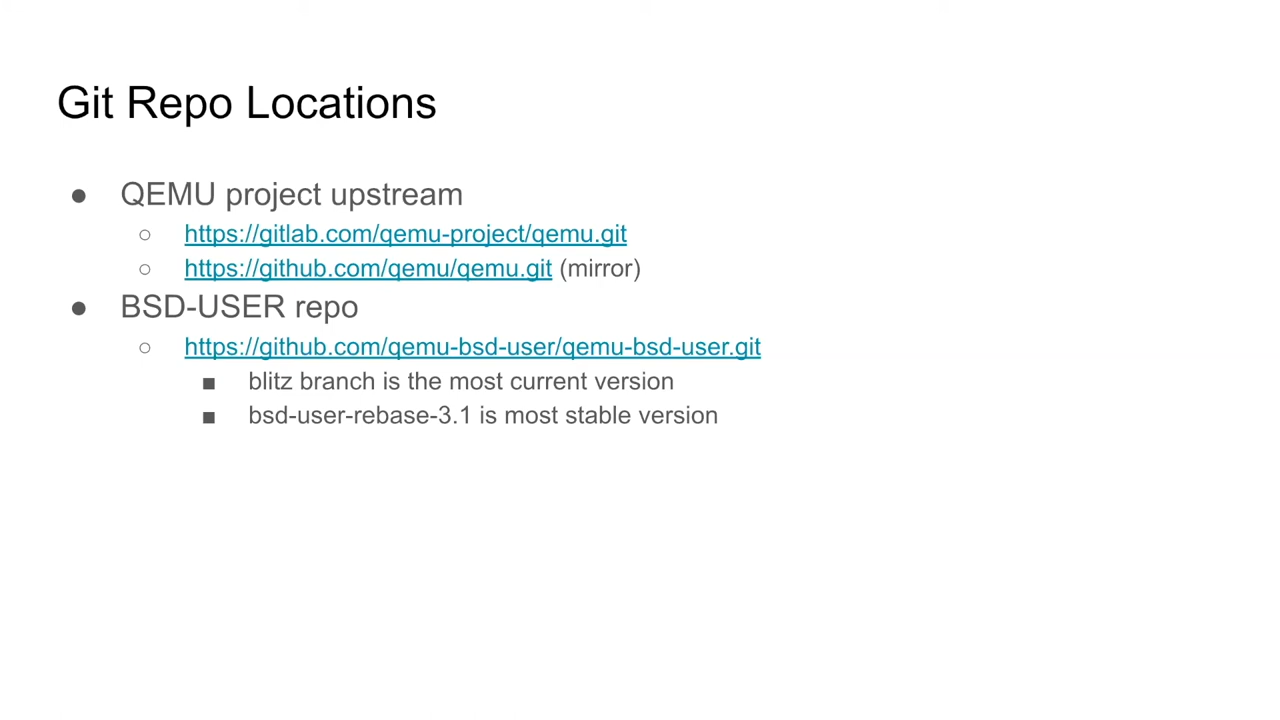 Git Repo Locations
● QEMU project upstream
○ https://gitlab.com/qemu-project/qemu.git
○ https://github.com/qemu/qemu.git (mirror)
● BSD-USER repo
○ https://github.com/qemu-bsd-user/qemu-bsd-user.git
■ blitz branch is the most current version
■ bsd-user-rebase-3.1 is most stable version